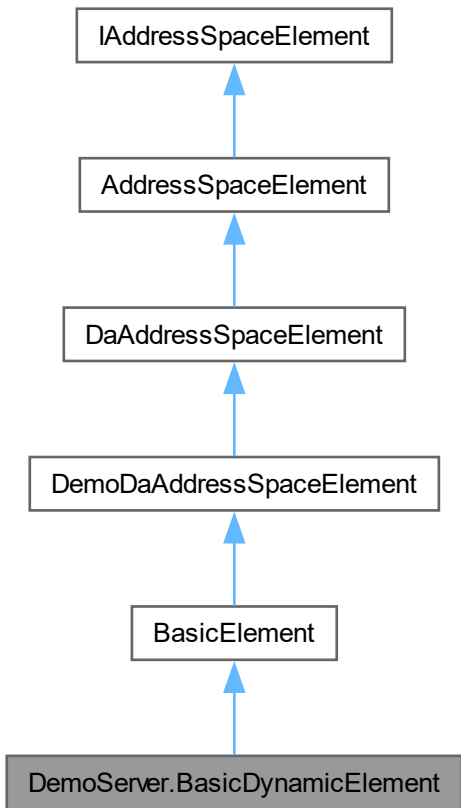 IAddressSpaceElement
AddressSpaceElement
DaAddressSpaceElement
DemoDaAddressSpaceElement
BasicElement
DemoServer.BasicDynamicElement